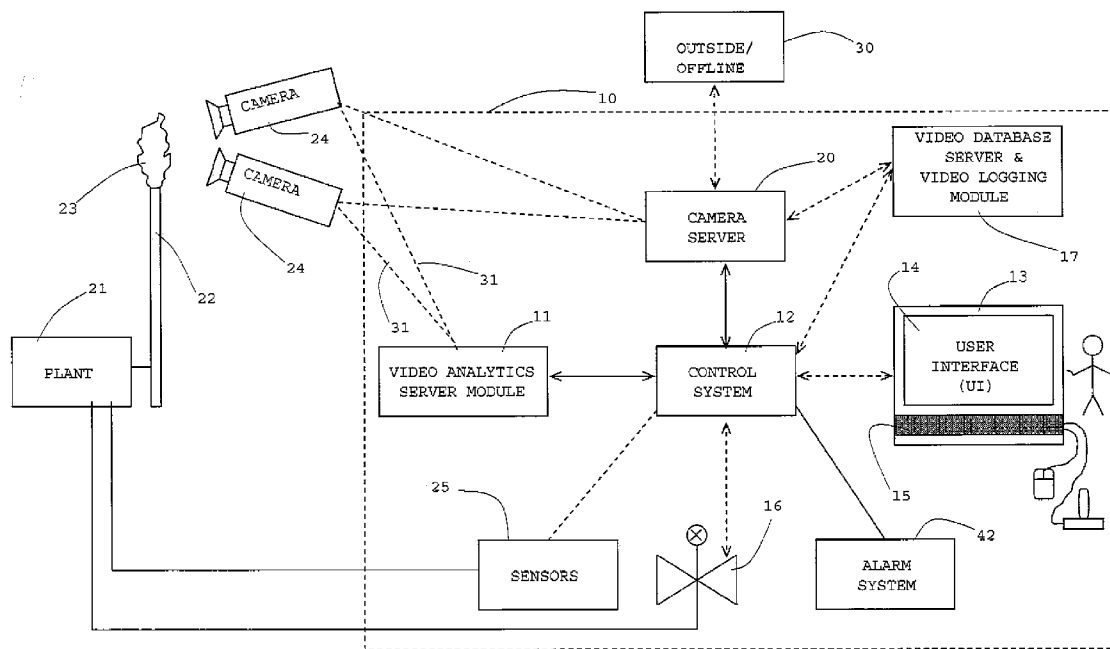 OUTSIDE/
OFFLINE
30
10
CAMERA
24
CAMERA
24
23
22
20
CAMERA
SERVER
VIDEO DATABASE
SERVER &
VIDEO LOGGING
MODULE
17
31
31
21
PLANT
11
VIDEO ANALYTICS
SERVER MODULE
12
CONTROL
SYSTEM
14
13
USER
INTERFACE
(UI)
15
25
SENSORS
16
42
ALARM
SYSTEM